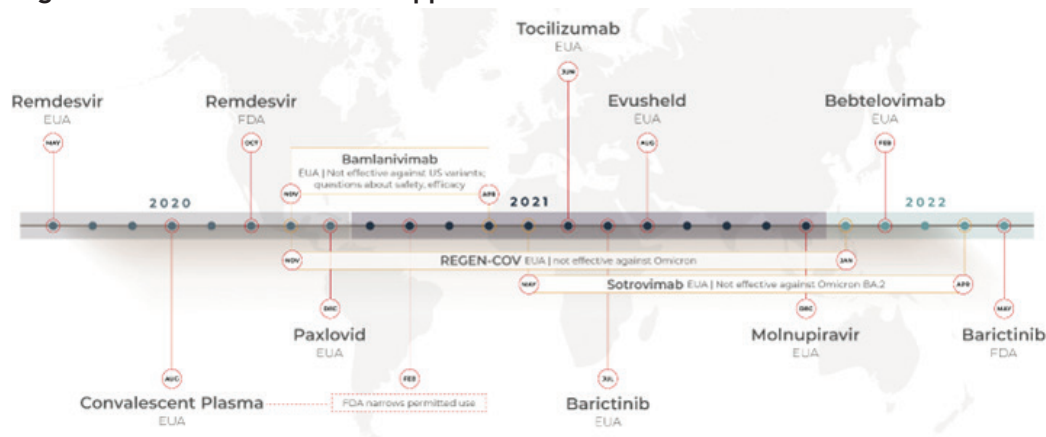 Tocilizumab
EUA
JUN
Remdesvir
EUA
MAY
Remdesvir
FDA
OCT
Evusheld
EUA
AUG
Bebtelovimab
EUA
FEB
Bamlanivimab
EUA | Not effective against US variants;
questions about safety, efficacy
NOV
APR
2020
2021
2022
NOV
REGEN-COV EUA | not effective against Omicron
JAN
MAY
Sotrovimab EUA | Not effective against Omicron BA.2
APR
DEC
Paxlovid
EUA
DEC
Molnupiravir
EUA
MAY
Barictinib
FDA
AUG
Convalescent Plasma
EUA
FEB
FDA narrows permitted use
JUL
Barictinib
EUA